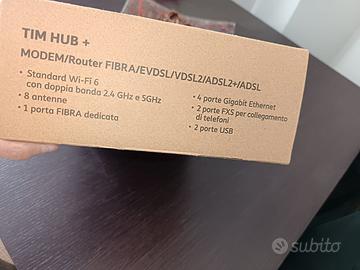 TIM HUB +
MODEM/Router FIBRA/EVDSL/VDSL2/ADSL2+/ADSL
• Standard Wi-Fi 6
con doppia banda 2.4 GHz e 5GHz
• 8 antenne
• 1 porta FIBRA dedicata
• 4 porte Gigabit Ethernet
• 2 porte FXS per collegamento
di telefoni
• 2 porte USB
subito